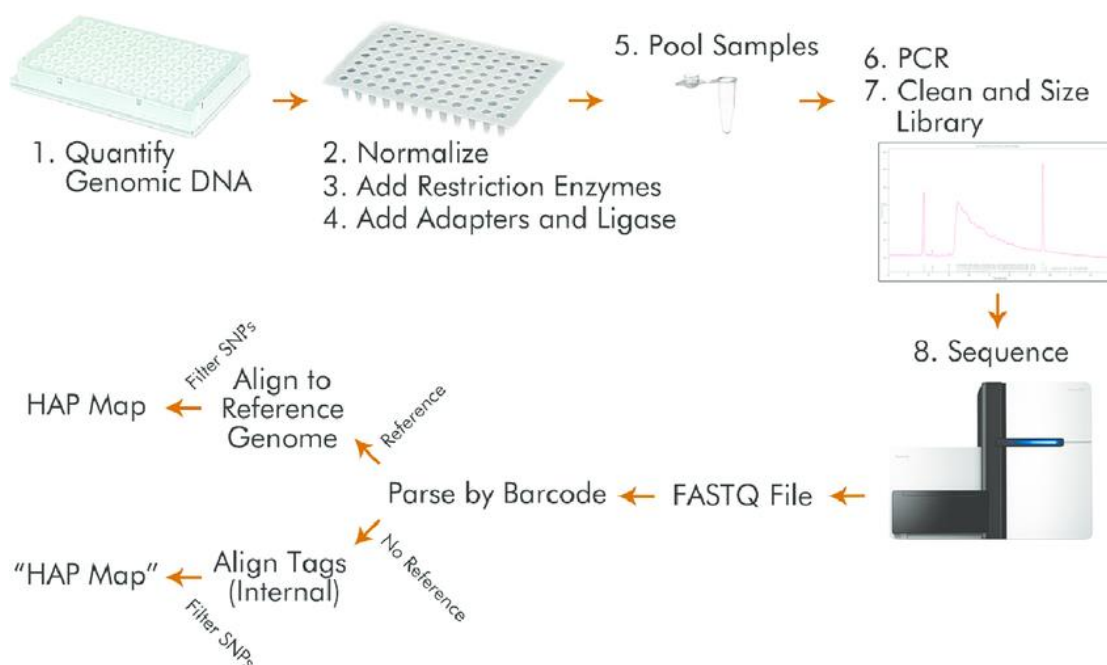 1. Quantify
Genomic DNA
2. Normalize
3. Add Restriction Enzymes
4. Add Adapters and Ligase
5. Pool Samples
6. PCR
7. Clean and Size
Library
8. Sequence
FASTQ File
Parse by Barcode
Reference
Align to
Reference
Genome
Filter SNPs
HAP Map
No Reference
Align Tags
(Internal)
Filter SNPs
“HAP Map”